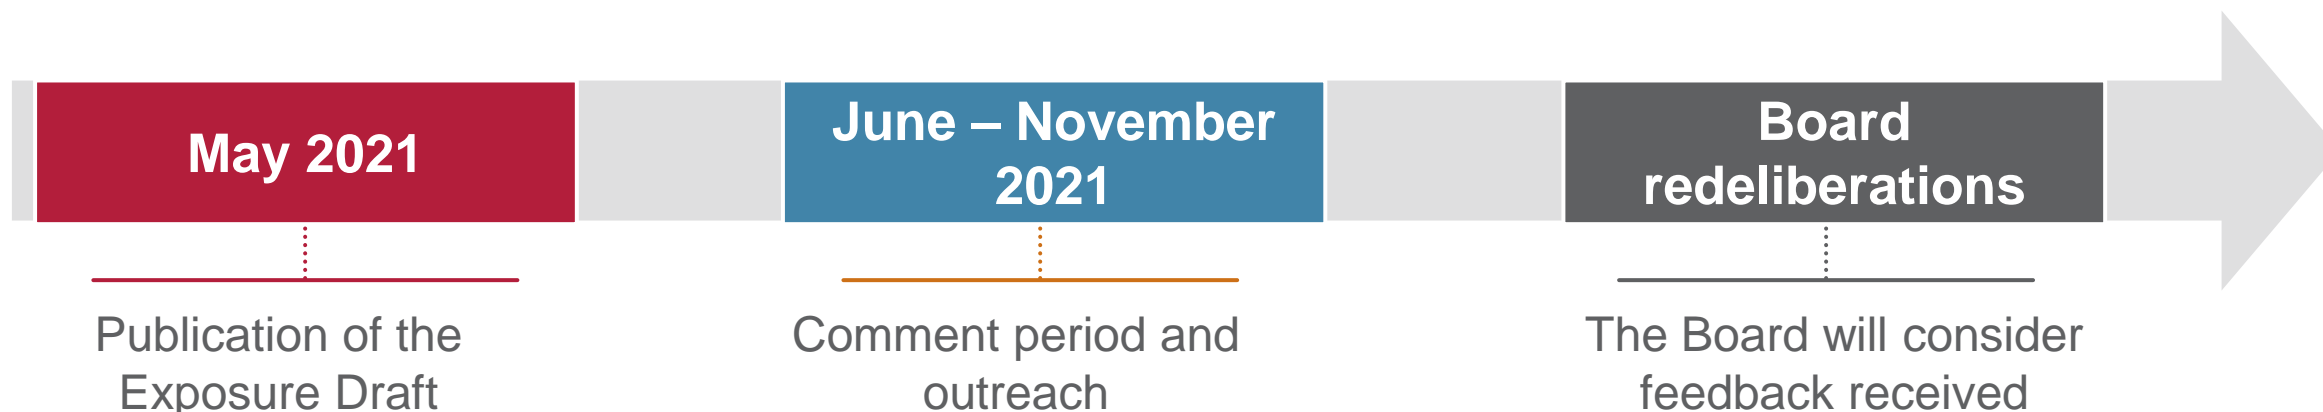 May 2021
Publication of the
Exposure Draft
June – November
2021
Comment period and
outreach
Board
redeliberations
The Board will consider
feedback received